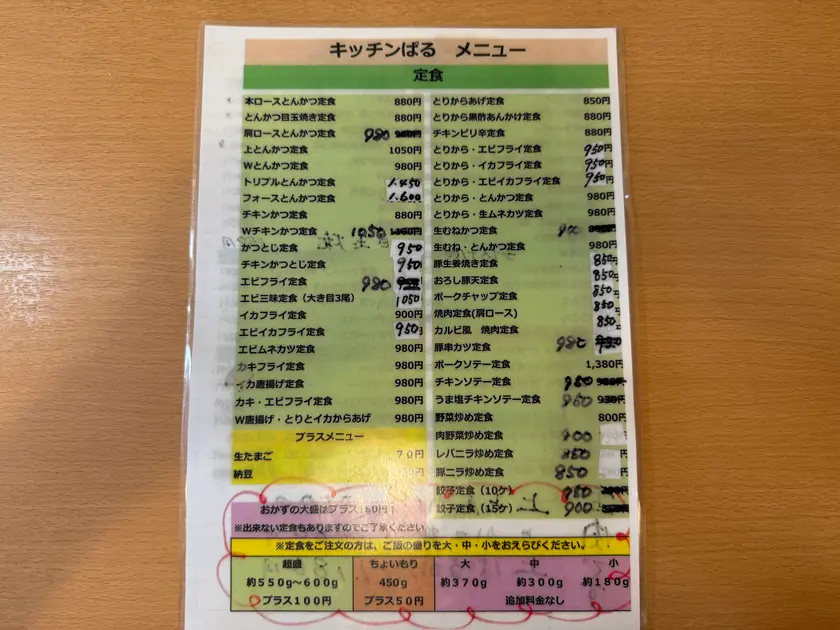 キッチンぱる メニュー
定食
本ロースとんかつ定食 880円
とんかつ目玉焼き定食 880円
肩ロースとんかつ定食 980
上とんかつ定食 1050円
Wとんかつ定食 980円
トリプルとんかつ定食 1.450
フォースとんかつ定食 1.600
チキンかつ定食 880円
Wチキンかつ定食 1050
かつとじ定食 950
チキンかつとじ定食 950
エビフライ定食 980
エビ三昧定食（大き目3尾） 1050
イカフライ定食 900円
エビイカフライ定食 950
エビムネカツ定食 980円
カキフライ定食 980円
イカ唐揚げ定食 980円
カキ・エビフライ定食 980円
W唐揚げ・とりとイカからあげ 980円
プラスメニュー
生たまご 70円
納豆
とりからあげ定食 850円
とりから黒酢あんかけ定食 880円
チキンピリ辛定食 880円
とりから・エビフライ定食 950円
とりから・イカフライ定食 950円
とりから・エビイカフライ定食 950円
とりから・とんかつ定食 980円
とりから・生ムネカツ定食 980円
生むねかつ定食
生むね・とんかつ定食 980円
豚生姜焼き定食 850
おろし豚天定食 850
ポークチャップ定食 850
焼肉定食(肩ロース) 850
カルビ風 焼肉定食 850
豚串カツ定食 980
ポークソテー定食 1,380円
チキンソテー定食 980
うま塩チキンソテー定食 960
野菜炒め定食 800円
肉野菜炒め定食 900
レバニラ炒め定食 850
豚ニラ炒め定食 850
餃子定食（10ケ） 850
餃子定食（15ケ） 900
おかずの大盛はプラス150円
※出来ない定食もありますのでご了承ください
※定食をご注文の方は、ご飯の盛りを大・中・小をおえらびください。
超盛 ちょいもり 大 中 小
約550g～600g 450g 約370g 約300g 約180g
プラス100円 プラス50円 追加料金なし